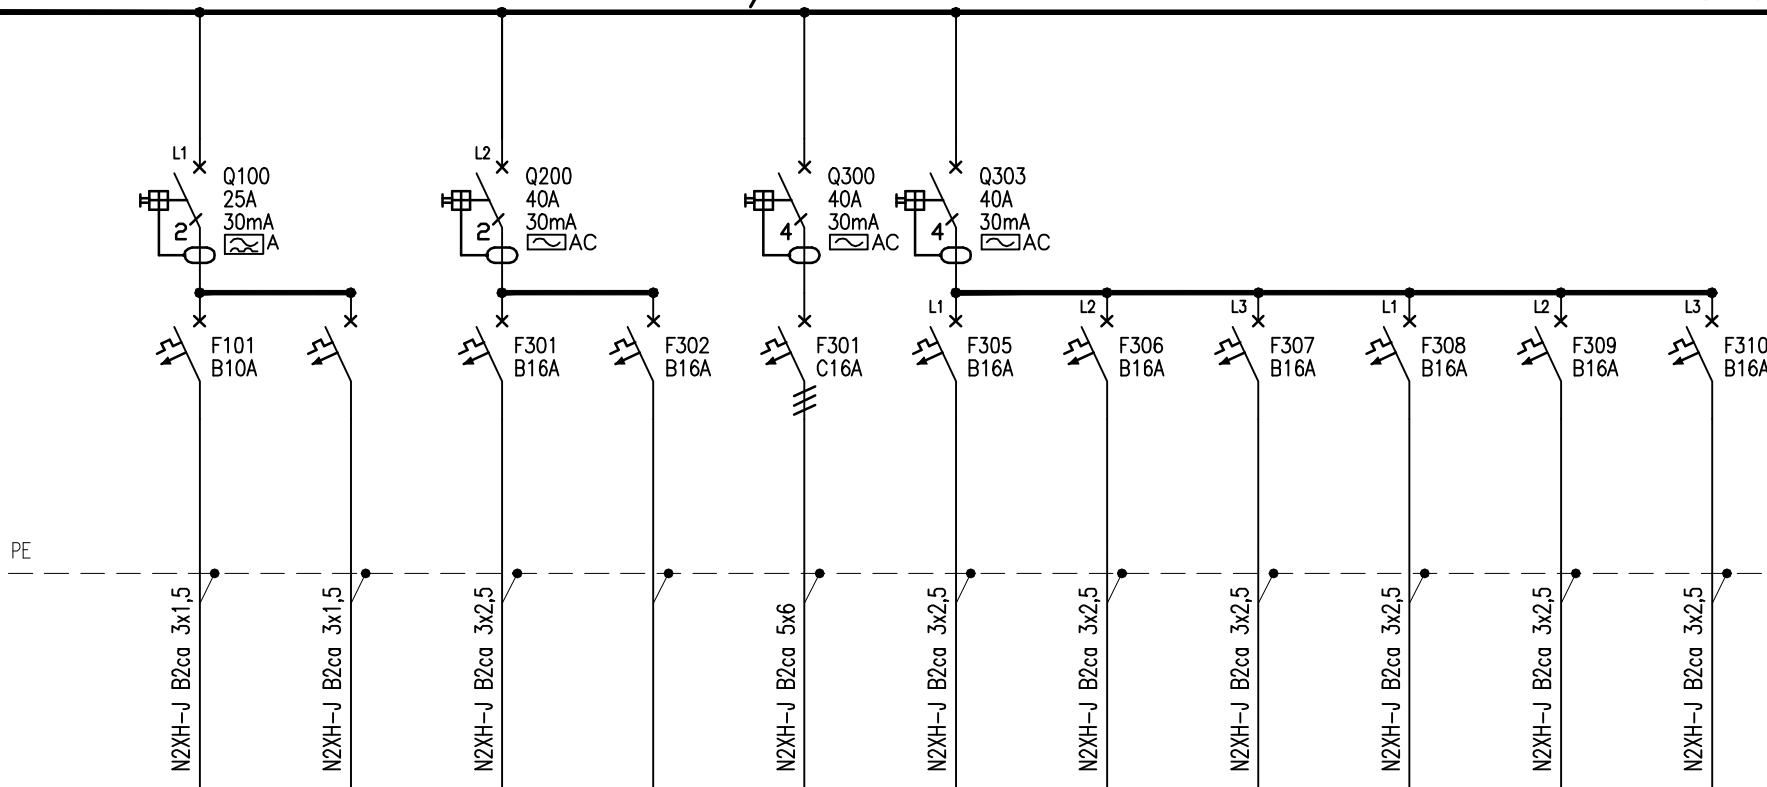 L1
Q100
25A
30mA
2
A
L2
Q200
40A
30mA
2
AC
Q300
40A
30mA
4
AC
Q303
40A
30mA
4
AC
F101
B10A
F301
B16A
F302
B16A
F301
C16A
L1
F305
B16A
L2
F306
B16A
L3
F307
B16A
L1
F308
B16A
L2
F309
B16A
L3
F310
B16A
PE
N2XH-J B2ca 3x1,5
N2XH-J B2ca 3x1,5
N2XH-J B2ca 3x2,5
N2XH-J B2ca 5x6
N2XH-J B2ca 3x2,5
N2XH-J B2ca 3x2,5
N2XH-J B2ca 3x2,5
N2XH-J B2ca 3x2,5
N2XH-J B2ca 3x2,5
N2XH-J B2ca 3x2,5